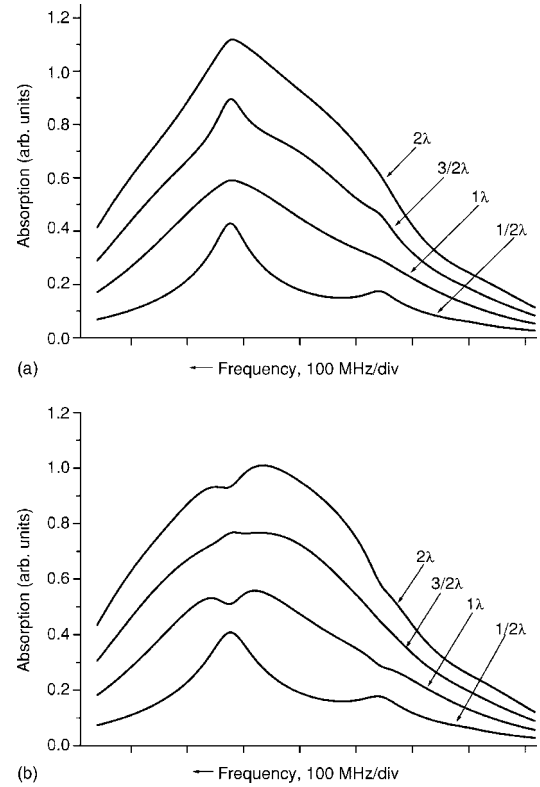 1.2
1.0
0.8
0.6
0.4
0.2
0.0
Absorption (arb. units)
2λ
3/2λ
1λ
1/2λ
(a)
← Frequency, 100 MHz/div
1.2
1.0
0.8
0.6
0.4
0.2
0.0
Absorption (arb. units)
2λ
3/2λ
1λ
1/2λ
(b)
← Frequency, 100 MHz/div